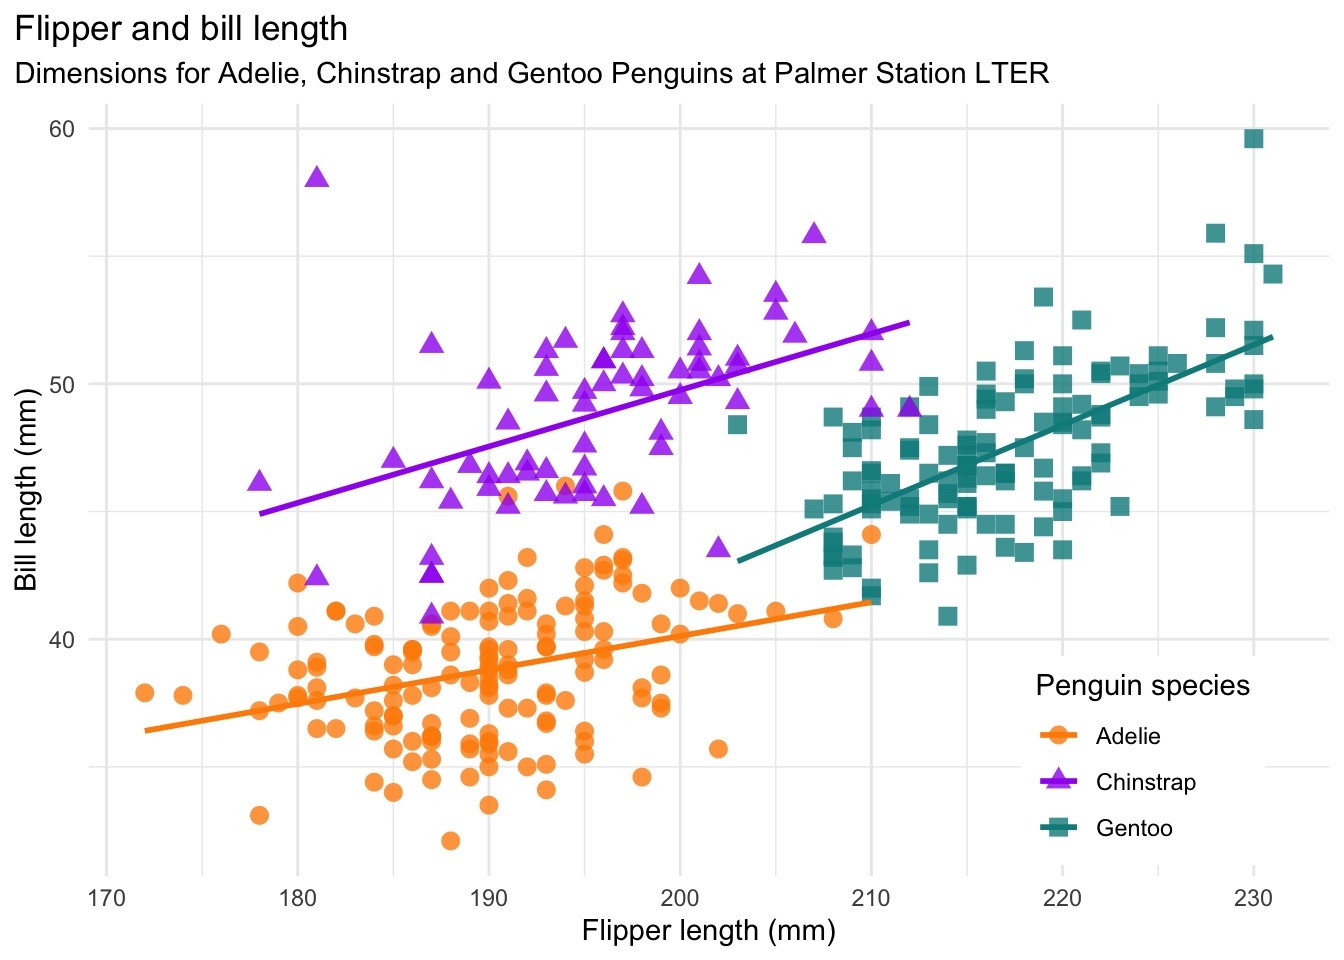 Flipper and bill length
Dimensions for Adelie, Chinstrap and Gentoo Penguins at Palmer Station LTER
60
50
40
Bill length (mm)
Penguin species
Adelie
Chinstrap
Gentoo
170 180 190 200 210 220 230
Flipper length (mm)